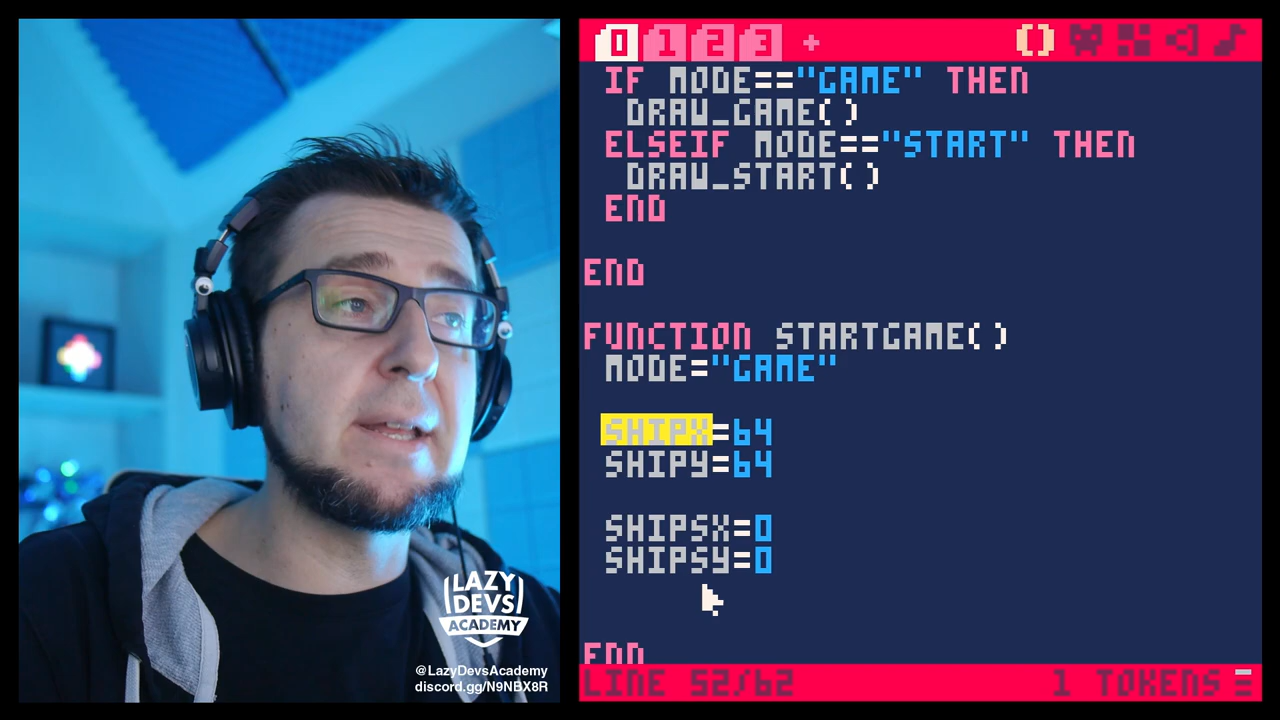 0 1 2 3 +
IF MODE=="GAME" THEN
DRAW_GAME()
ELSEIF MODE=="START" THEN
DRAW_START()
END
END
FUNCTION STARTGAME()
MODE="GAME"
SHIPX=64
SHIPY=64
SHIPSX=0
SHIPSY=0
END
LINE 52/62
1 TOKENS
LAZY
DEVS
ACADEMY
@LazyDevsAcademy
discord.gg/N9NBX8R